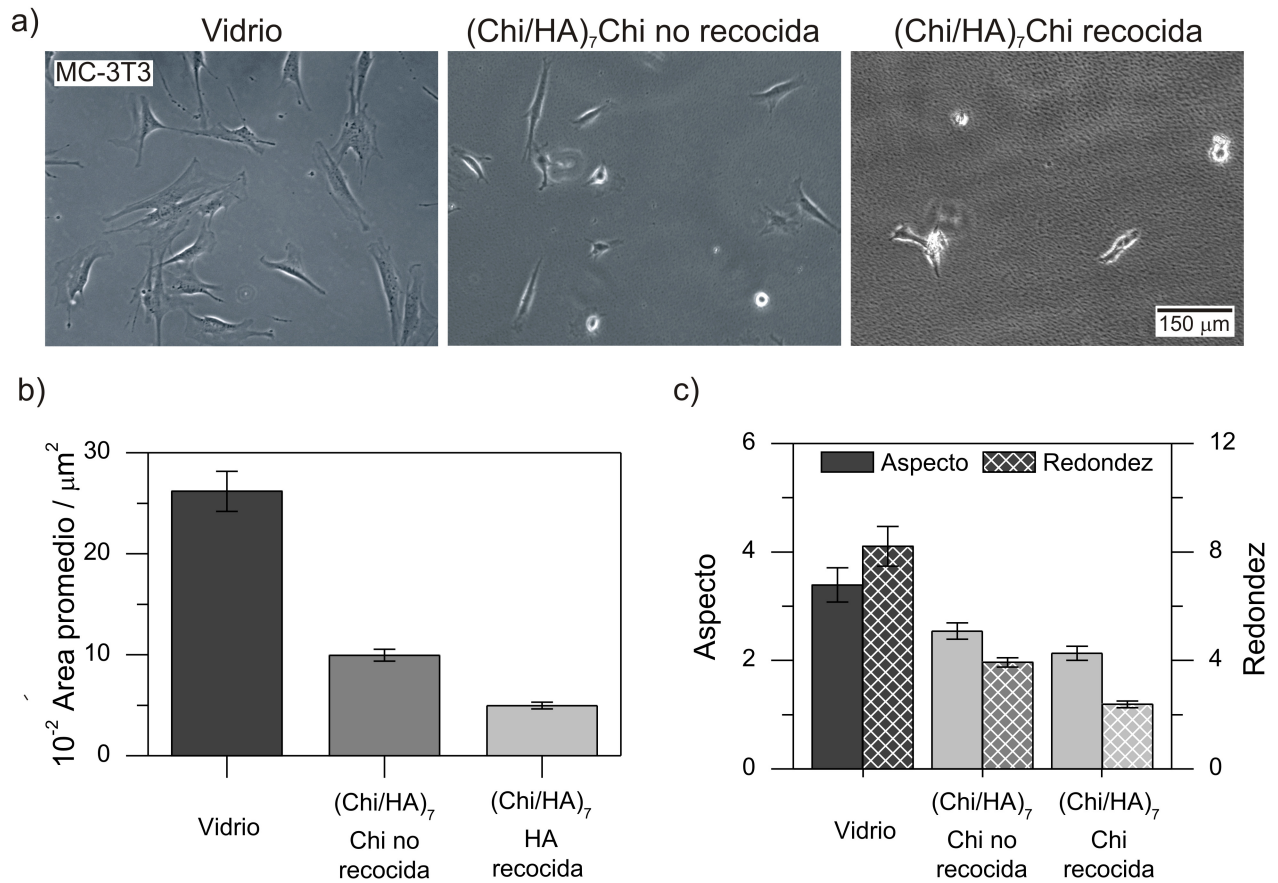 a)
Vidrio
(Chi/HA)₇Chi no recocida
(Chi/HA)₇Chi recocida
MC-3T3
150 μm
b)
10⁻² Area promedio / μm²
30
20
10
0
Vidrio
(Chi/HA)₇
Chi no
recocida
(Chi/HA)₇
HA
recocida
c)
Aspecto
6
4
2
0
Aspecto
Redondez
12
8
4
0
Redondez
Vidrio
(Chi/HA)₇
Chi no
recocida
(Chi/HA)₇
Chi
recocida